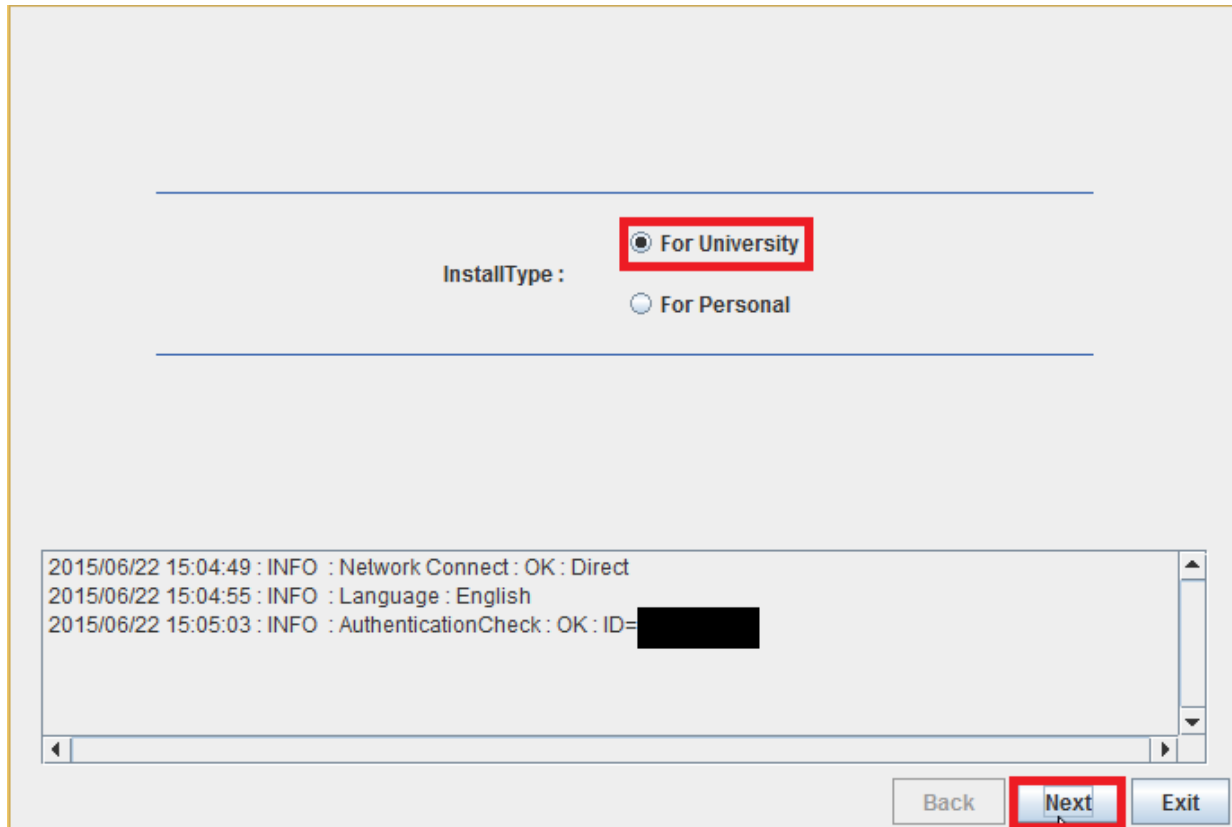 For University
InstallType :
For Personal
2015/06/22 15:04:49 : INFO : Network Connect : OK : Direct
2015/06/22 15:04:55 : INFO : Language : English
2015/06/22 15:05:03 : INFO : AuthenticationCheck : OK : ID=
Back Next Exit